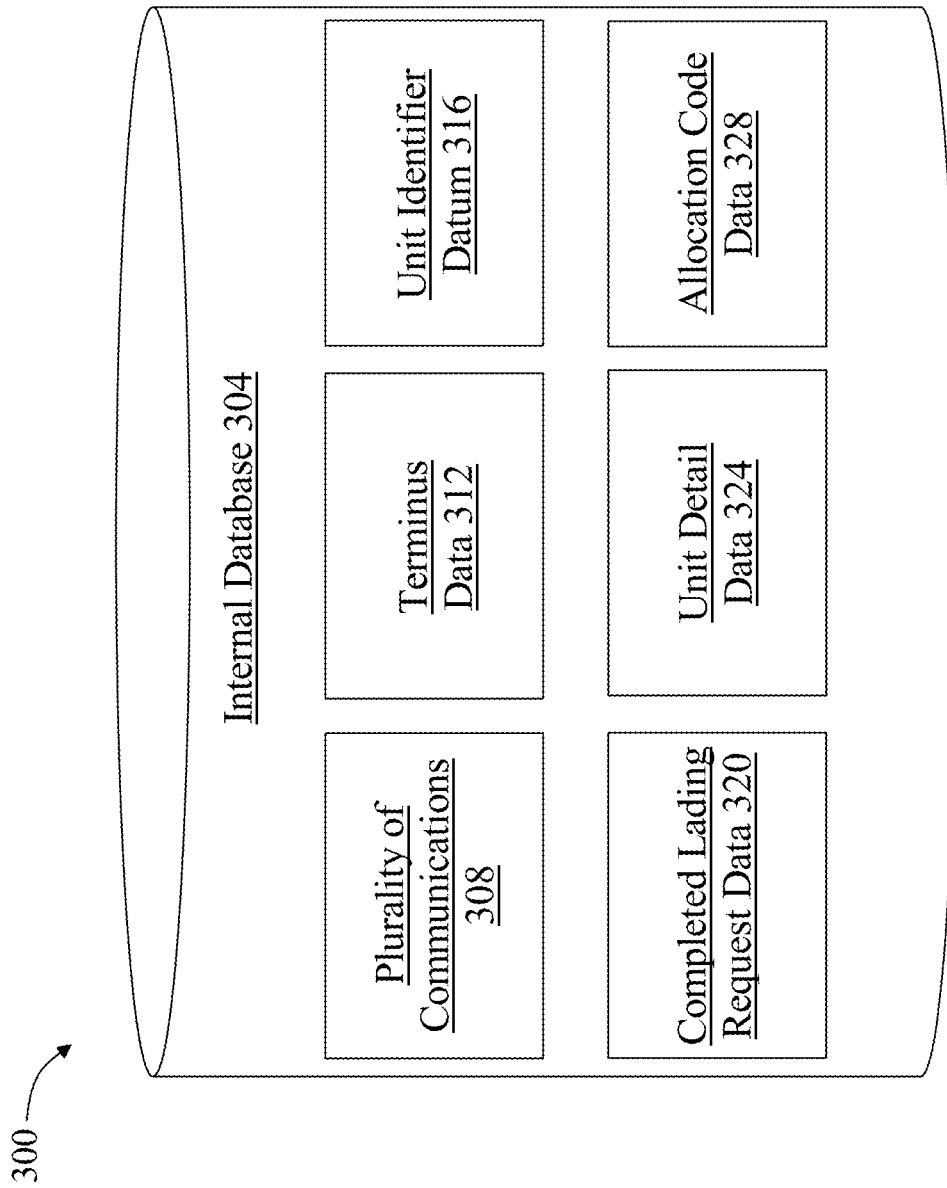 300
Internal Database 304
Plurality of
Communications
308
Terminus
Data 312
Unit Identifier
Datum 316
Completed Lading
Request Data 320
Unit Detail
Data 324
Allocation Code
Data 328